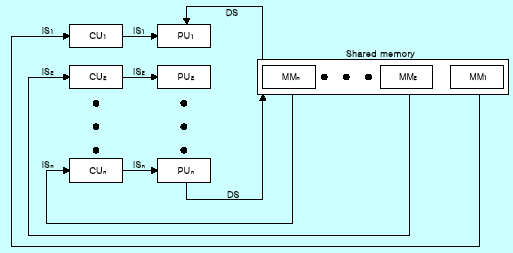 DS
IS₁ CU₁ IS₁ PU₁
Shared memory
IS₂ CU₂ IS₂ PU₂
MMₙ MM₂ MM₁
ISₙ CUₙ ISₙ PUₙ
DS